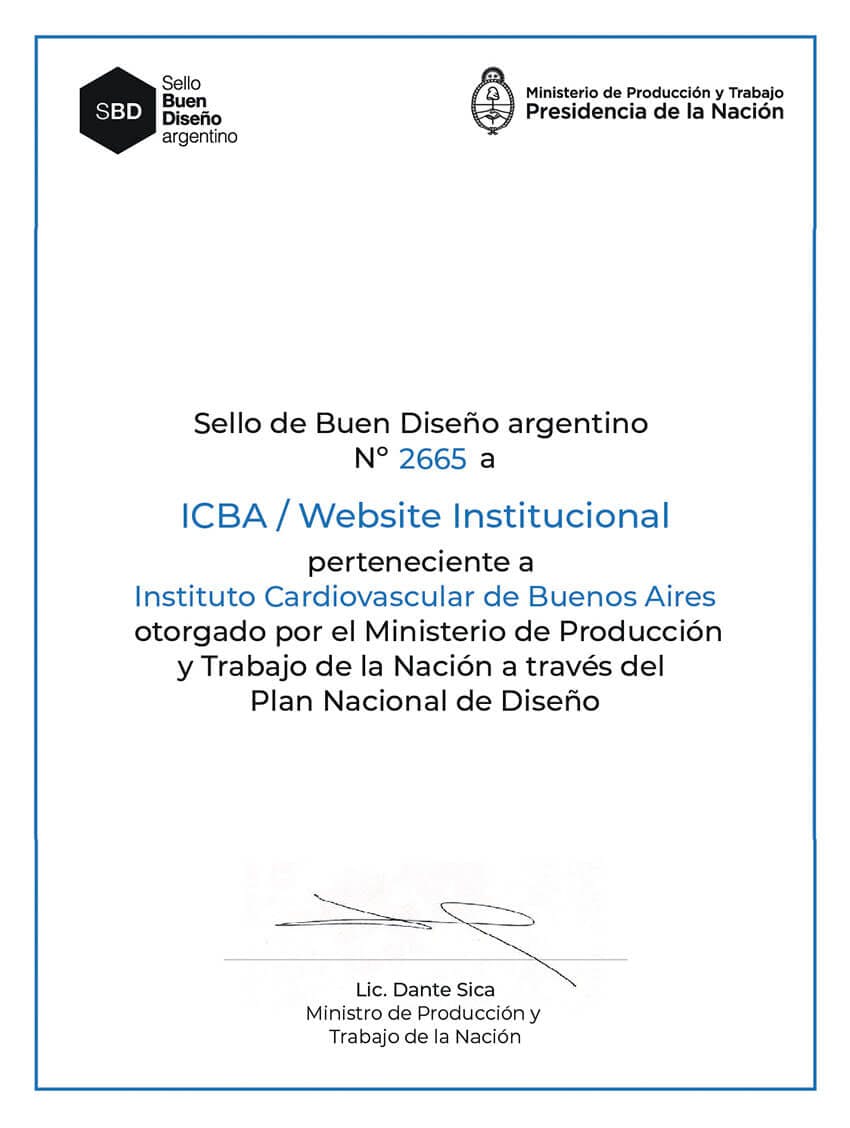 SBD
Sello
Buen
Diseño
argentino
Ministerio de Producción y Trabajo
Presidencia de la Nación
Sello de Buen Diseño argentino
Nº 2665 a
ICBA / Website Institucional
perteneciente a
Instituto Cardiovascular de Buenos Aires
otorgado por el Ministerio de Producción
y Trabajo de la Nación a través del
Plan Nacional de Diseño
Lic. Dante Sica
Ministro de Producción y
Trabajo de la Nación